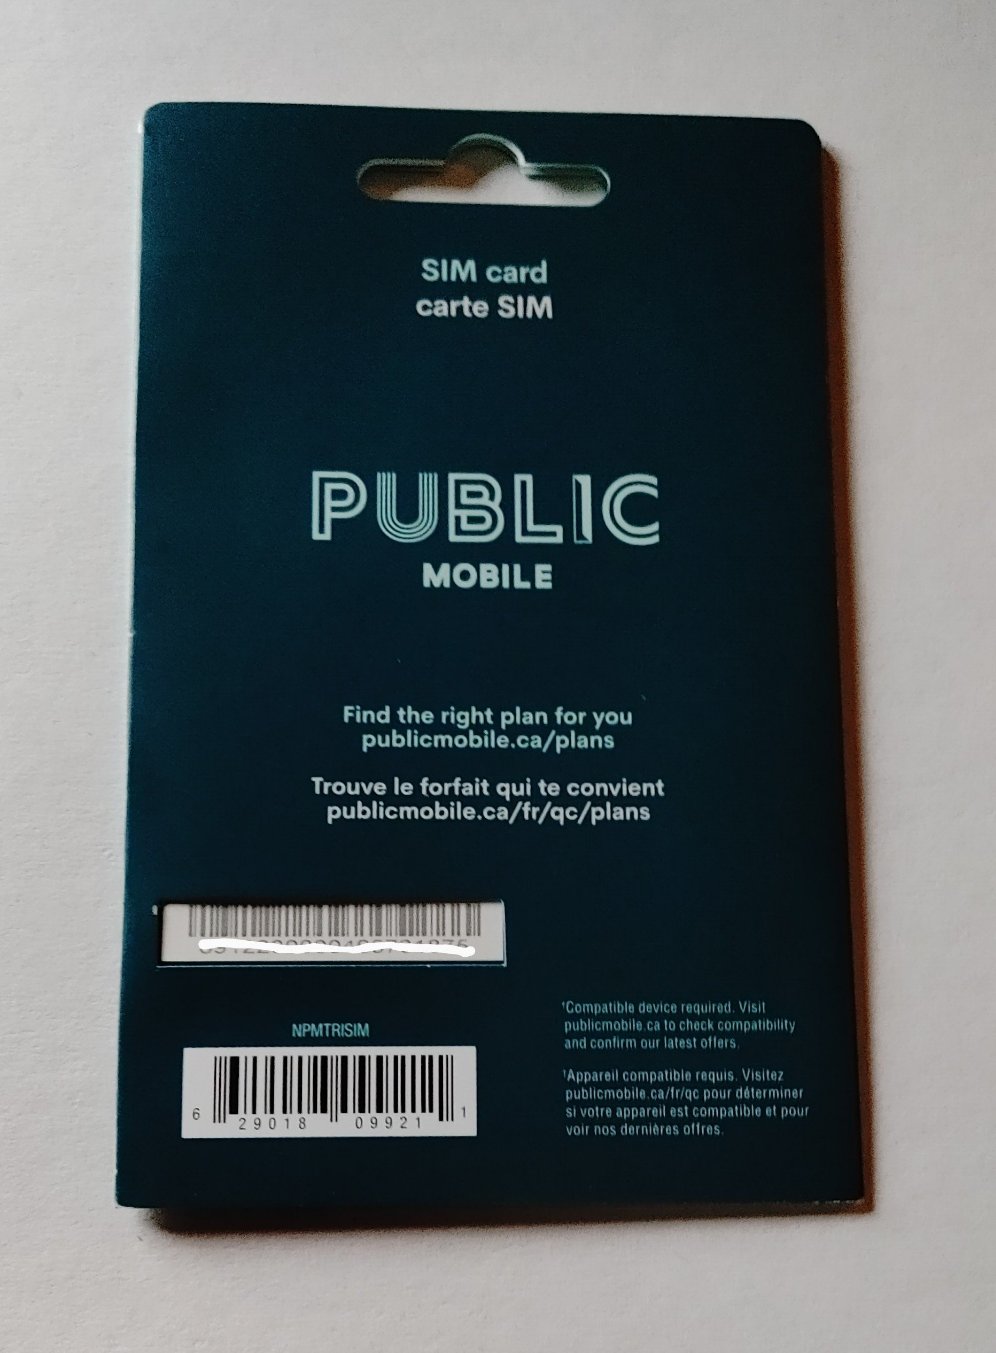 SIM card
carte SIM
PUBLIC
MOBILE
Find the right plan for you
publicmobile.ca/plans
Trouve le forfait qui te convient
publicmobile.ca/fr/qc/plans
NPMTRISIM
6 29018 09921 1
†Compatible device required. Visit
publicmobile.ca to check compatibility
and confirm our latest offers.
†Appareil compatible requis. Visitez
publicmobile.ca/fr/qc pour déterminer
si votre appareil est compatible et pour
voir nos dernières offres.